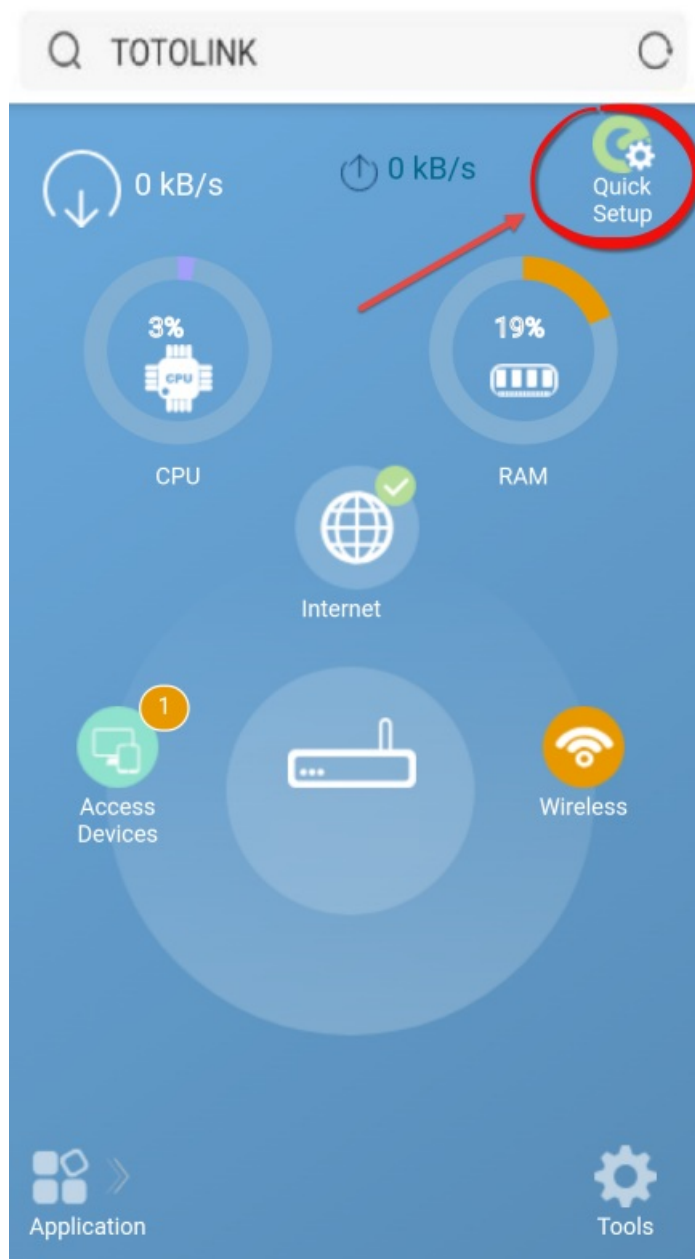 TOTOLINK
0 kB/s
0 kB/s
Quick
Setup
3%
CPU
19%
CPU
RAM
Internet
1
Access
Devices
Wireless
Application
Tools